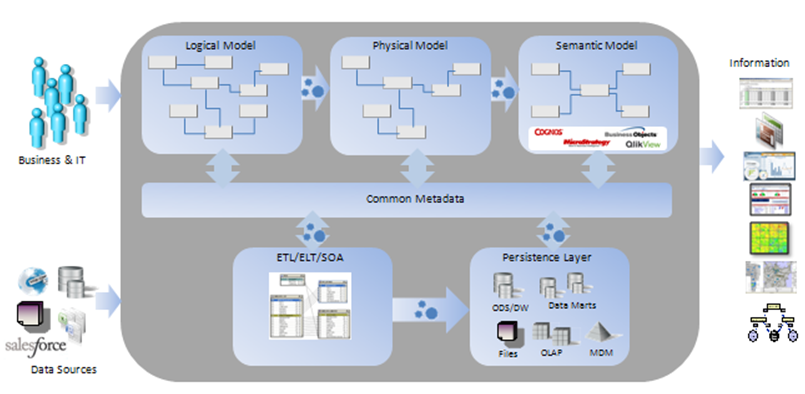 Logical Model
Physical Model
Semantic Model
COGNOS
Business Objects
MicroStrategy
QlikView
Business & IT
Information
Common Metadata
ETL/ELT/SOA
Persistence Layer
ODS/DW
Data Marts
Files
OLAP
MDM
salesforce
Data Sources